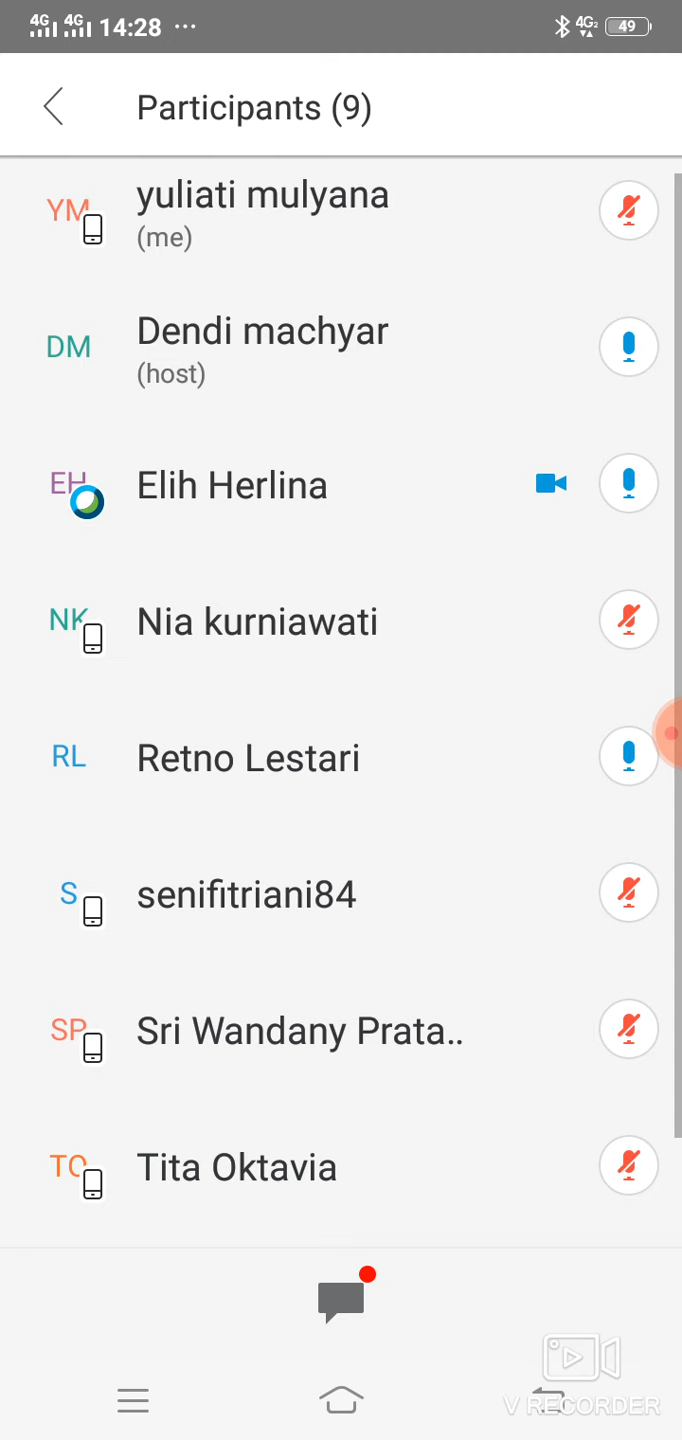 4G 4G 14:28 ... 4G2 49
Participants (9)
YM yuliati mulyana
(me)
DM Dendi machyar
(host)
EH Elih Herlina
NK Nia kurniawati
RL Retno Lestari
S senifitriani84
SP Sri Wandany Prata..
TO Tita Oktavia
V RECORDER